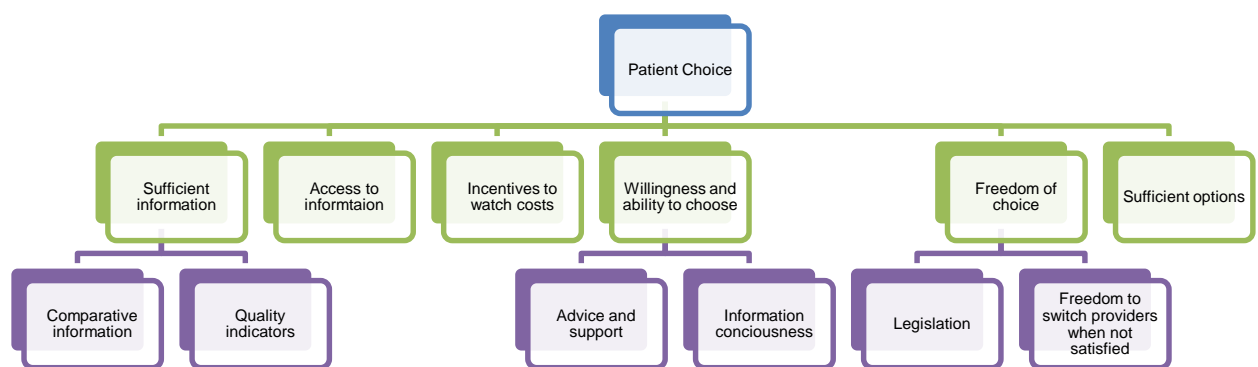 Patient Choice
Sufficient
information
Access to
informtaion
Incentives to
watch costs
Willingness and
ability to choose
Freedom of
choice
Sufficient options
Comparative
information
Quality
indicators
Advice and
support
Information
conciousness
Legislation
Freedom to
switch providers
when not
satisfied